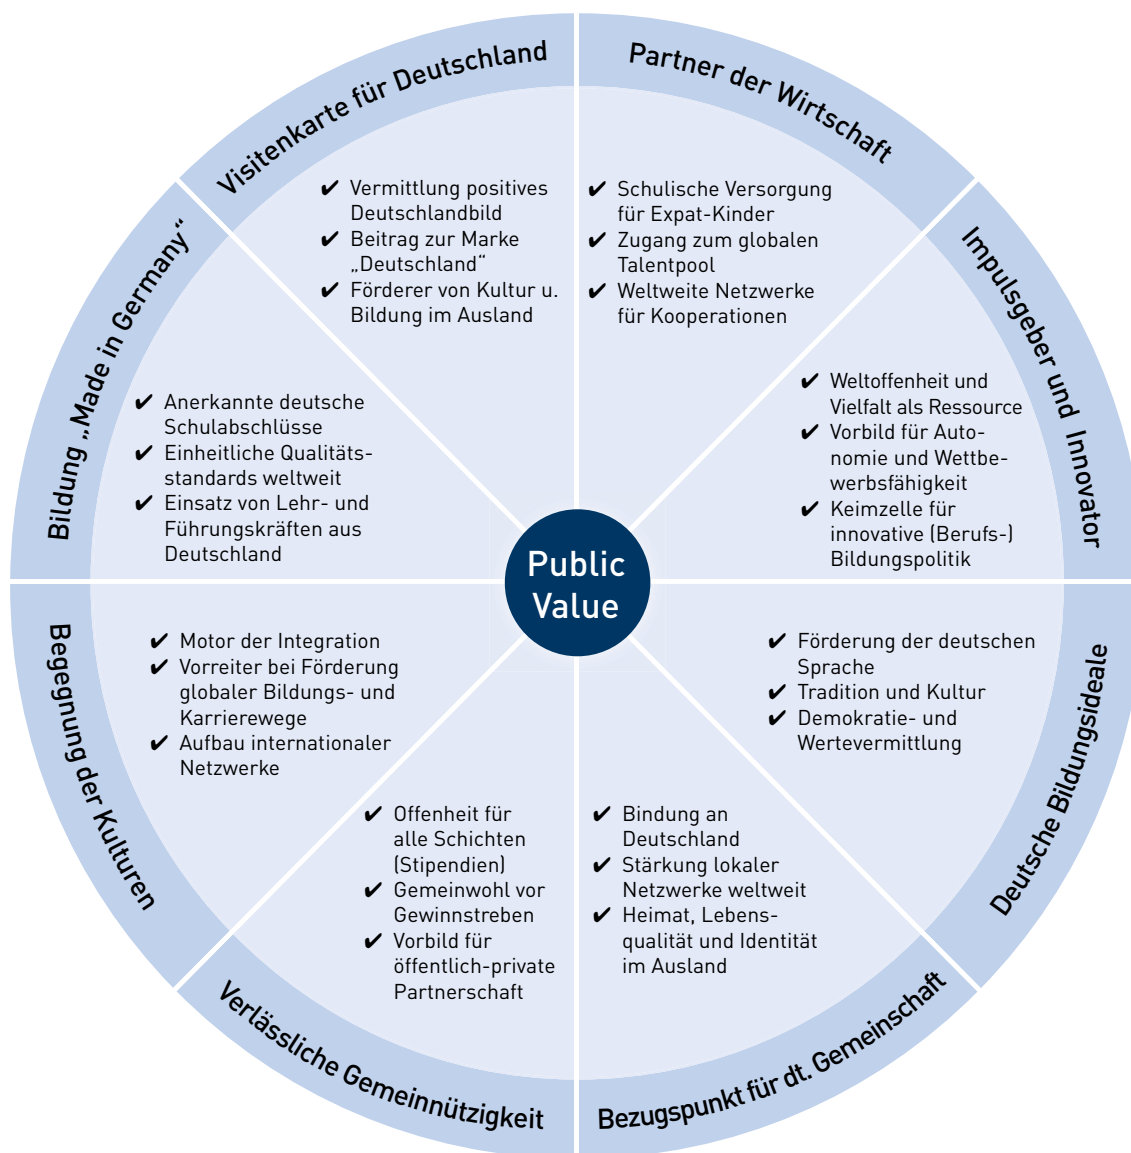 Visitenkarte für Deutschland
✔ Vermittlung positives
Deutschlandbild
✔ Beitrag zur Marke
„Deutschland“
✔ Förderer von Kultur u.
Bildung im Ausland
Partner der Wirtschaft
✔ Schulische Versorgung
für Expat-Kinder
✔ Zugang zum globalen
Talentpool
✔ Weltweite Netzwerke
für Kooperationen
Impulsgeber und Innovator
✔ Weltoffenheit und
Vielfalt als Ressource
✔ Vorbild für Auto-
nomie und Wettbe-
werbsfähigkeit
✔ Keimzelle für
innovative (Berufs-)
Bildungspolitik
Deutsche Bildungsideale
✔ Förderung der deutschen
Sprache
✔ Tradition und Kultur
✔ Demokratie- und
Wertevermittlung
Bezugspunkt für dt. Gemeinschaft
✔ Bindung an
Deutschland
✔ Stärkung lokaler
Netzwerke weltweit
✔ Heimat, Lebens-
qualität und Identität
im Ausland
Verlässliche Gemeinnützigkeit
✔ Offenheit für
alle Schichten
(Stipendien)
✔ Gemeinwohl vor
Gewinnstreben
✔ Vorbild für
öffentlich-private
Partnerschaft
Begegnung der Kulturen
✔ Motor der Integration
✔ Vorreiter bei Förderung
globaler Bildungs- und
Karrierewege
✔ Aufbau internationaler
Netzwerke
Bildung „Made in Germany“
✔ Anerkannte deutsche
Schulabschlüsse
✔ Einheitliche Qualitäts-
standards weltweit
✔ Einsatz von Lehr- und
Führungskräften aus
Deutschland
Public
Value